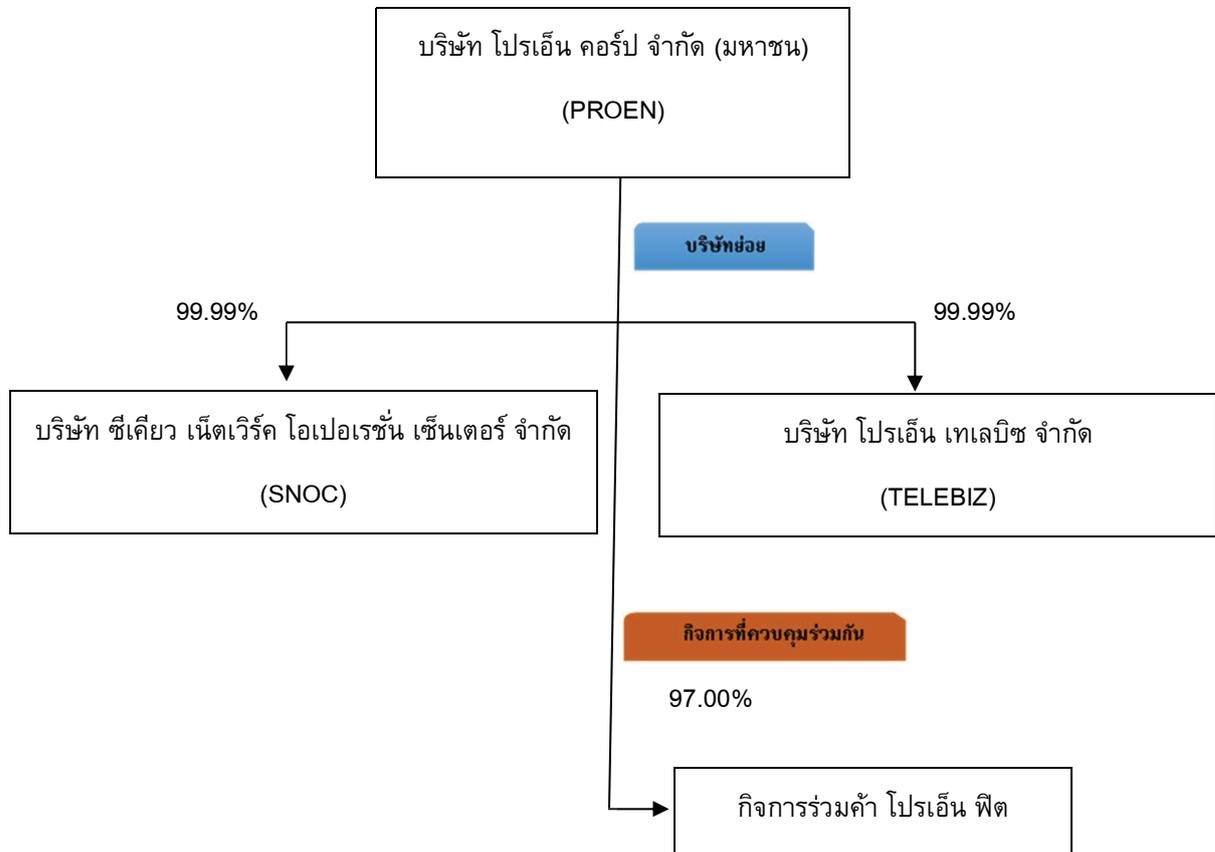 บริษัท โปรเอ็น คอร์ป จำกัด (มหาชน)
(PROEN)
บริษัทย่อย
99.99%
99.99%
บริษัท ซีเคียว เน็ตเวิร์ค โอเปอเรชั่น เซ็นเตอร์ จำกัด
(SNOC)
บริษัท โปรเอ็น เทเลบิซ จำกัด
(TELEBIZ)
กิจการที่ควบคุมร่วมกัน
97.00%
กิจการร่วมค้า โปรเอ็น ฟิต